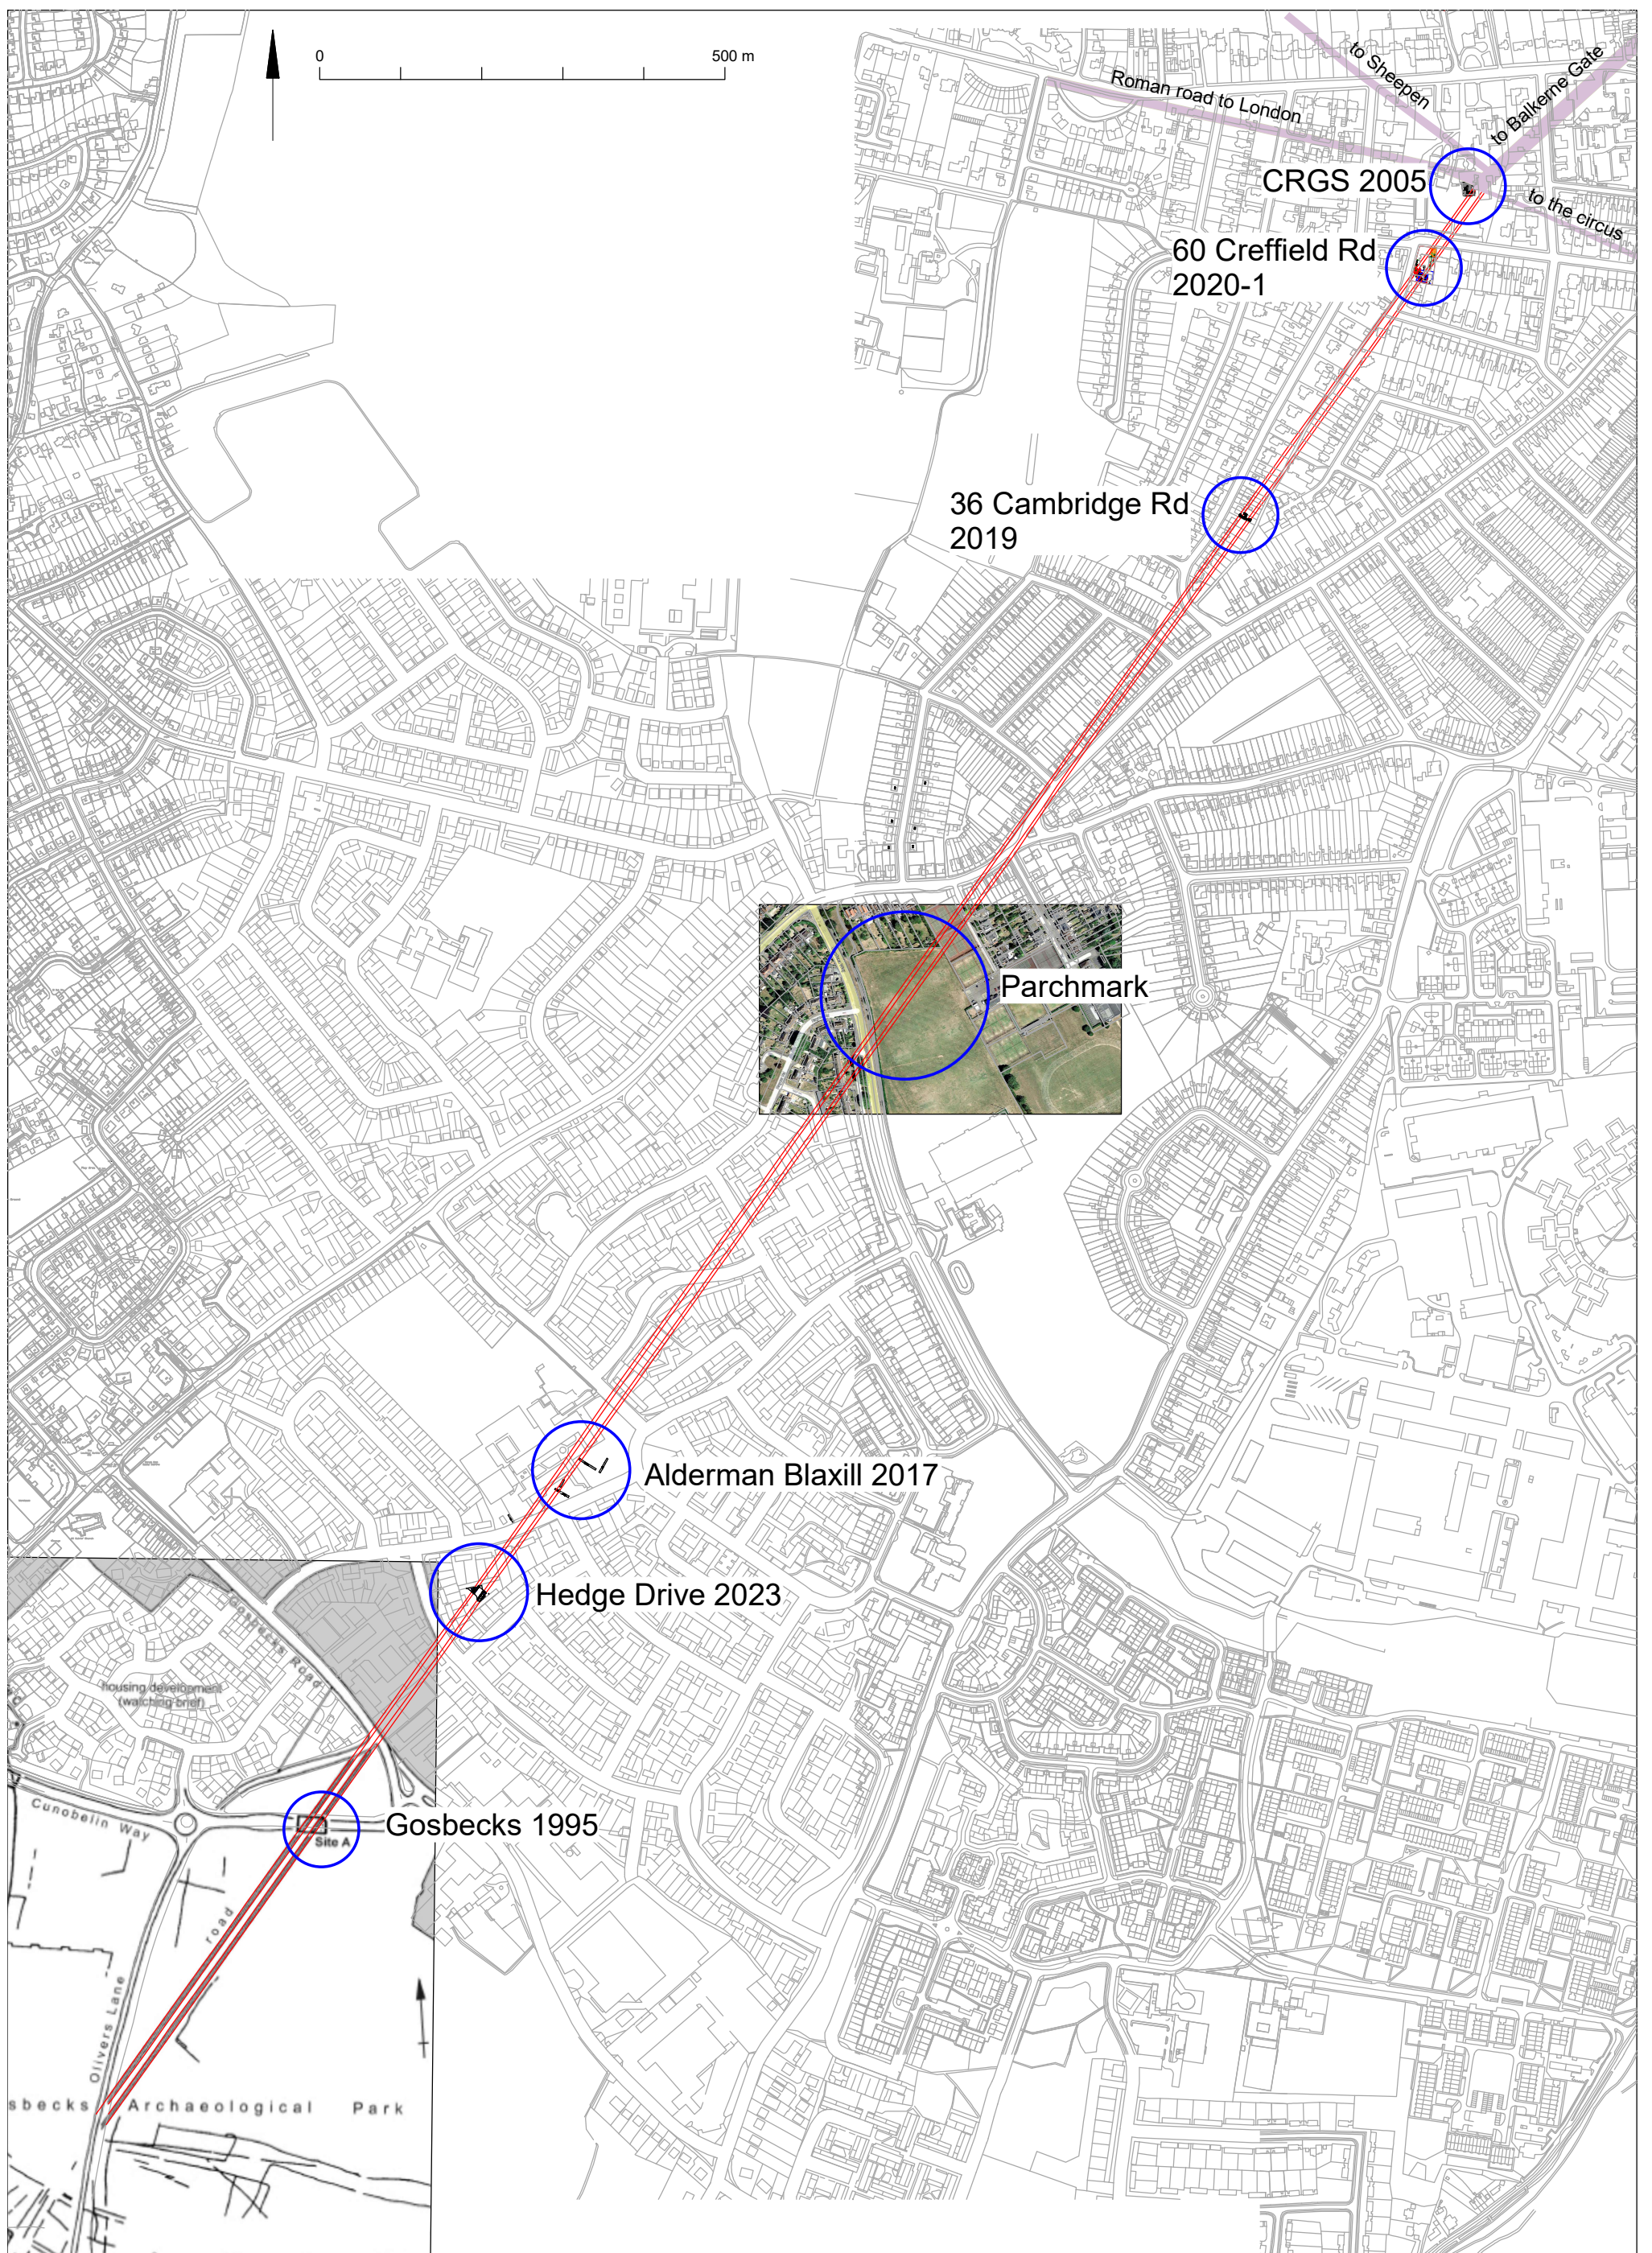 0
500 m
to Sheepen
to Balkerne Gate
Roman road to London
CRGS 2005
to the circus
60 Creffield Rd
2020-1
36 Cambridge Rd
2019
Parchmark
Alderman Blaxill 2017
Hedge Drive 2023
Gosbecks Road
housing development
(watching brief)
Cunobelin Way
Gosbecks 1995
Site A
road
Olivers Lane
sbecks Archaeological Park